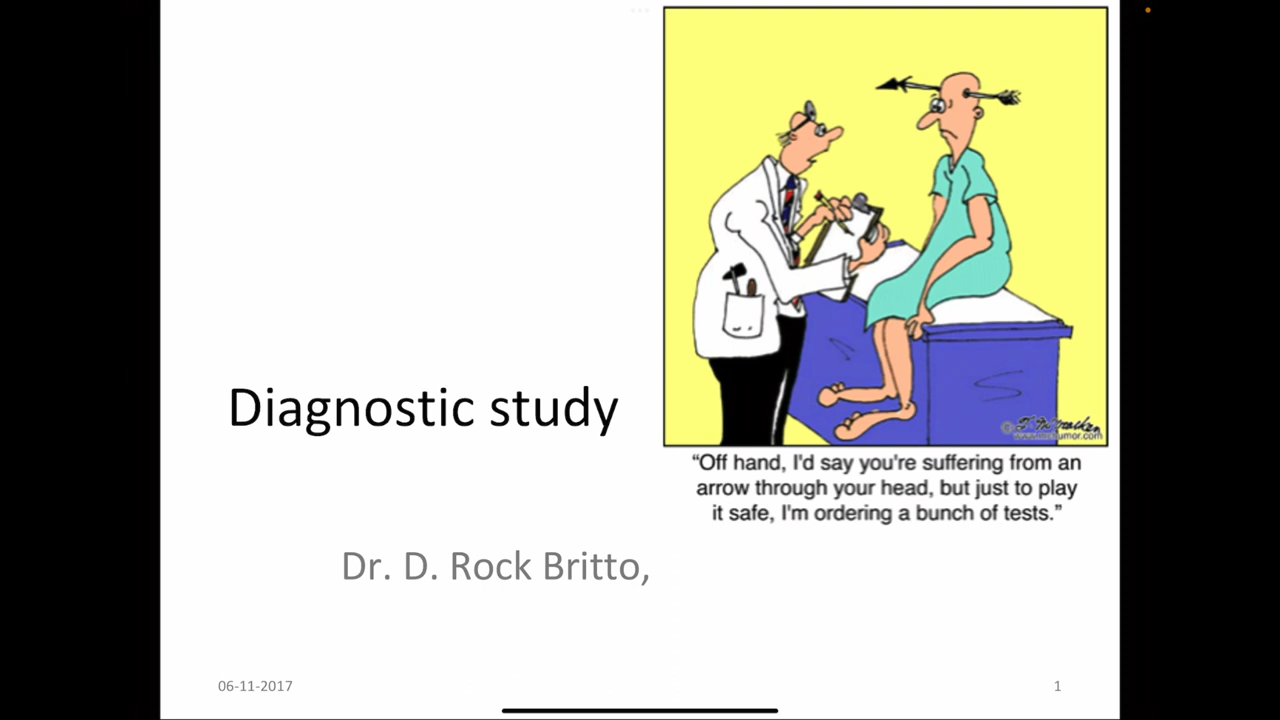 Diagnostic study
Dr. D. Rock Britto,
“Off hand, I'd say you're suffering from an
arrow through your head, but just to play
it safe, I'm ordering a bunch of tests.”
06-11-2017
1